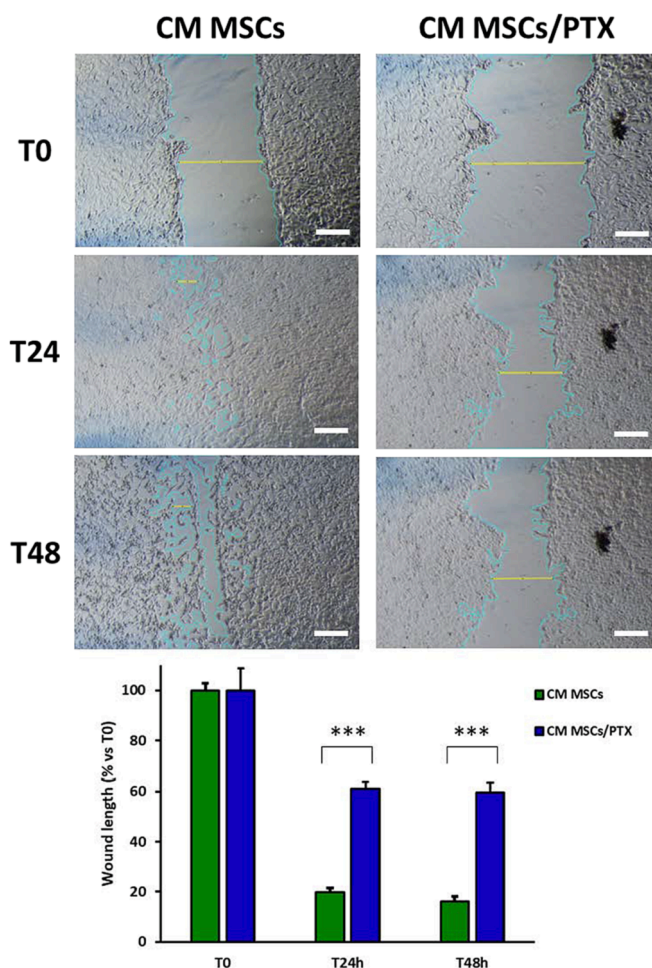 CM MSCs CM MSCs/PTX
T0
T24
T48
Wound length (% vs T0)
100
80
60
40
20
0
*** ***
CM MSCs
CM MSCs/PTX
T0 T24h T48h